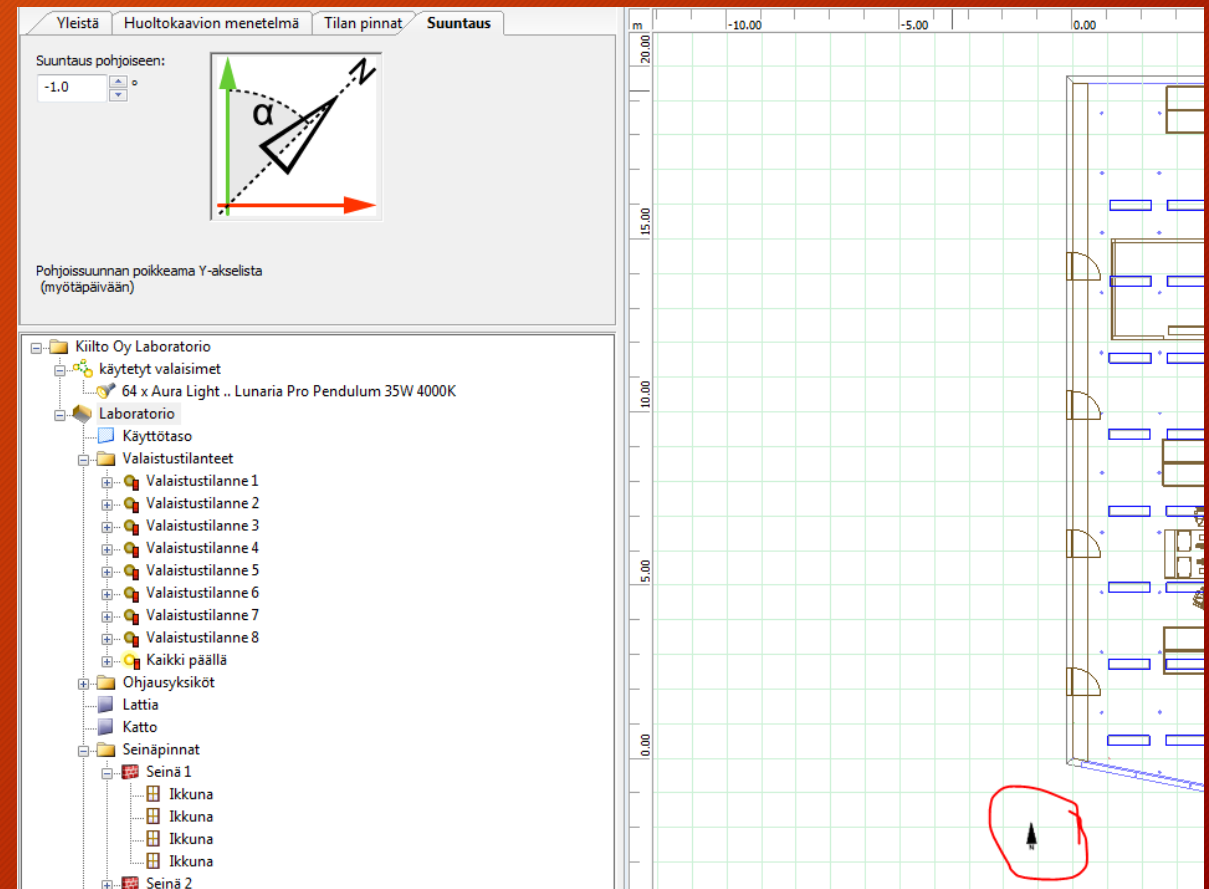 Yleistä Huoltokaavion menetelmä Tilan pinnat Suuntaus
Suuntaus pohjoiseen:
-1.0 °
N
α
Pohjoissuunnan poikkeama Y-akselista
(myötäpäivään)
Kiilto Oy Laboratorio
käytetyt valaisimet
64 x Aura Light .. Lunaria Pro Pendulum 35W 4000K
Laboratorio
Käyttötaso
Valaistustilanteet
Valaistustilanne 1
Valaistustilanne 2
Valaistustilanne 3
Valaistustilanne 4
Valaistustilanne 5
Valaistustilanne 6
Valaistustilanne 7
Valaistustilanne 8
Kaikki päällä
Ohjausyksiköt
Lattia
Katto
Seinäpinnat
Seinä 1
Ikkuna
Ikkuna
Ikkuna
Ikkuna
Seinä 2
m -10.00 -5.00 0.00
20.00
15.00
10.00
5.00
0.00
N